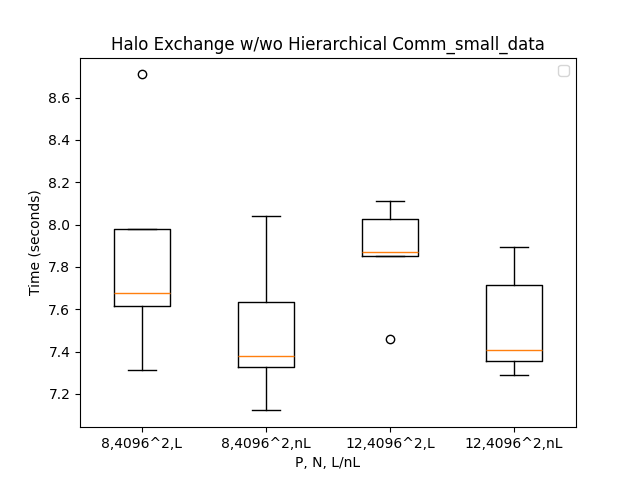 Halo Exchange w/wo Hierarchical Comm_small_data
8.6
8.4
8.2
8.0
7.8
7.6
7.4
7.2
Time (seconds)
8,4096^2,L
8,4096^2,nL
12,4096^2,L
12,4096^2,nL
P, N, L/nL